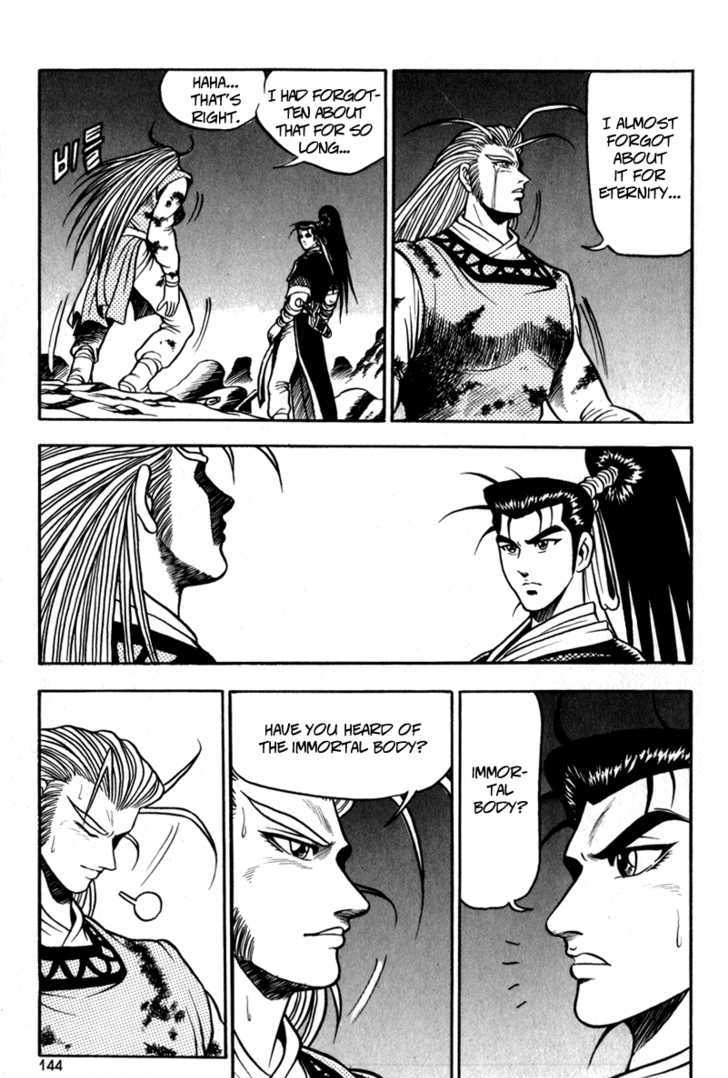 HAHA...
THAT'S
RIGHT.
I HAD FORGOT-
TEN ABOUT
THAT FOR SO
LONG...
비틀
I ALMOST
FORGOT
ABOUT
IT FOR
ETERNITY...
HAVE YOU HEARD OF
THE IMMORTAL BODY?
IMMOR-
TAL
BODY?
144